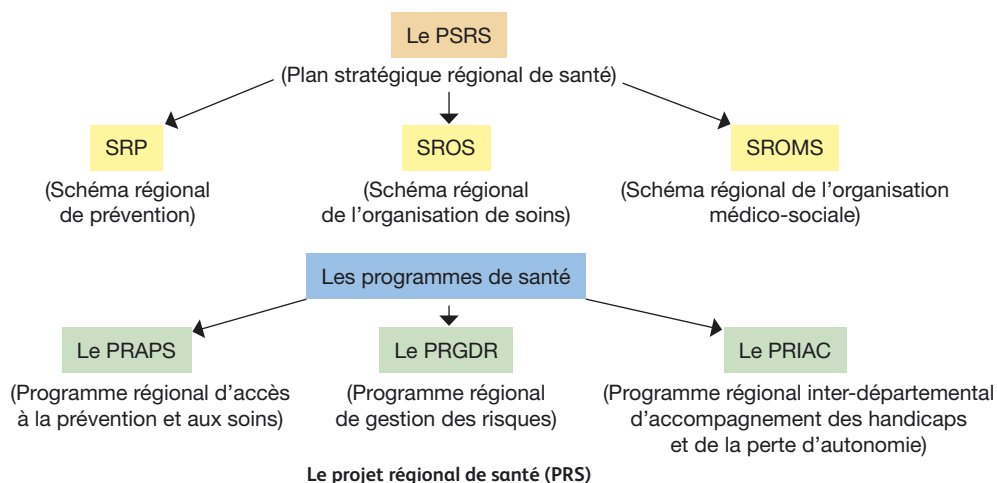 Le PSRS
(Plan stratégique régional de santé)
SRP
(Schéma régional
de prévention)
SROS
(Schéma régional
de l'organisation de soins)
SROMS
(Schéma régional de l'organisation
médico-sociale)
Les programmes de santé
Le PRAPS
(Programme régional d'accès
à la prévention et aux soins)
Le PRGDR
(Programme régional
de gestion des risques)
Le PRIAC
(Programme régional inter-départemental
d'accompagnement des handicaps
et de la perte d'autonomie)
Le projet régional de santé (PRS)